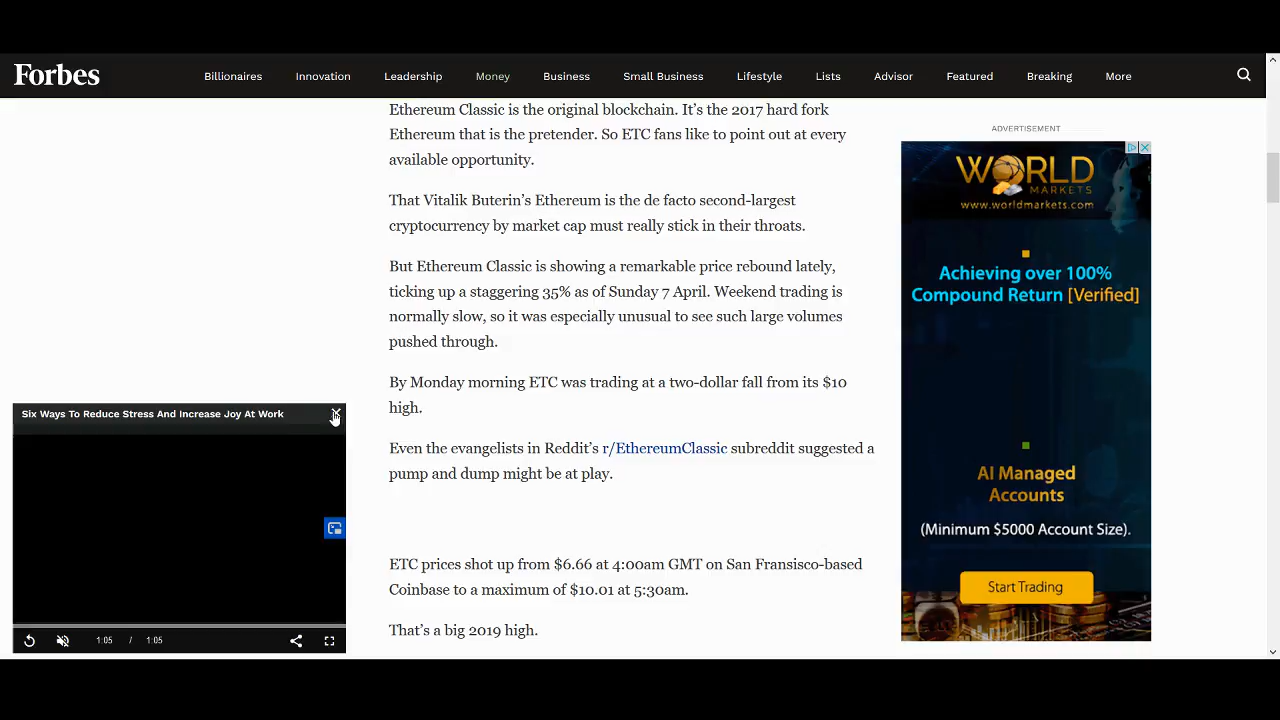 Forbes
Billionaires Innovation Leadership Money Business Small Business Lifestyle Lists Advisor Featured Breaking More
Ethereum Classic is the original blockchain. It’s the 2017 hard fork
Ethereum that is the pretender. So ETC fans like to point out at every
available opportunity.
That Vitalik Buterin’s Ethereum is the de facto second-largest
cryptocurrency by market cap must really stick in their throats.
But Ethereum Classic is showing a remarkable price rebound lately,
ticking up a staggering 35% as of Sunday 7 April. Weekend trading is
normally slow, so it was especially unusual to see such large volumes
pushed through.
By Monday morning ETC was trading at a two-dollar fall from its $10
high.
Even the evangelists in Reddit’s r/EthereumClassic subreddit suggested a
pump and dump might be at play.
ETC prices shot up from $6.66 at 4:00am GMT on San Fransisco-based
Coinbase to a maximum of $10.01 at 5:30am.
That’s a big 2019 high.
Six Ways To Reduce Stress And Increase Joy At Work
1:05 / 1:05
ADVERTISEMENT
WORLD
MARKETS
www.worldmarkets.com
Achieving over 100%
Compound Return [Verified]
AI Managed
Accounts
(Minimum $5000 Account Size).
Start Trading